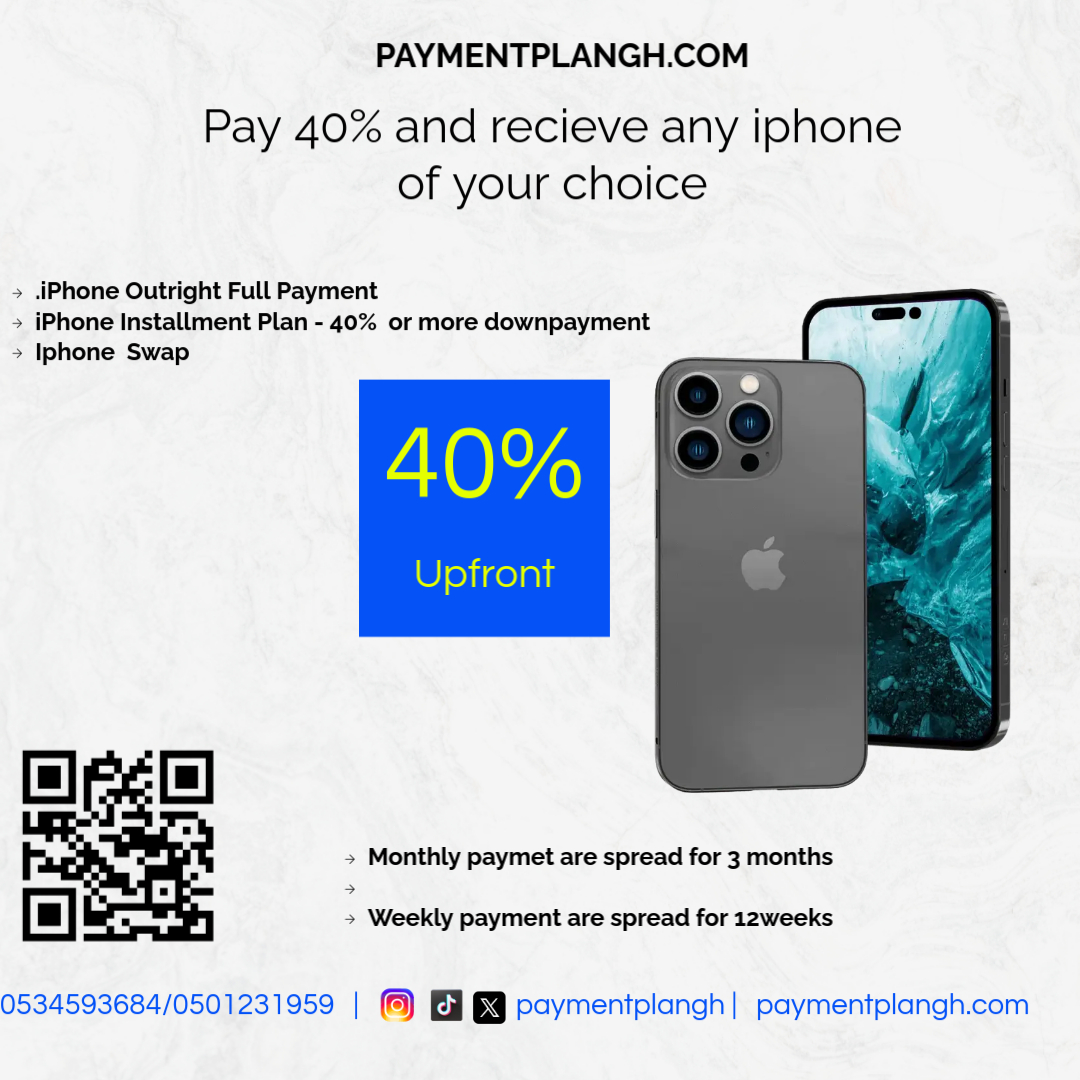 PAYMENTPLANGH.COM
Pay 40% and recieve any iphone
of your choice
→ .iPhone Outright Full Payment
→ iPhone Installment Plan - 40% or more downpayment
→ Iphone Swap
40%
Upfront
→ Monthly paymet are spread for 3 months
→
→ Weekly payment are spread for 12weeks
0534593684/0501231959 | paymentplangh | paymentplangh.com